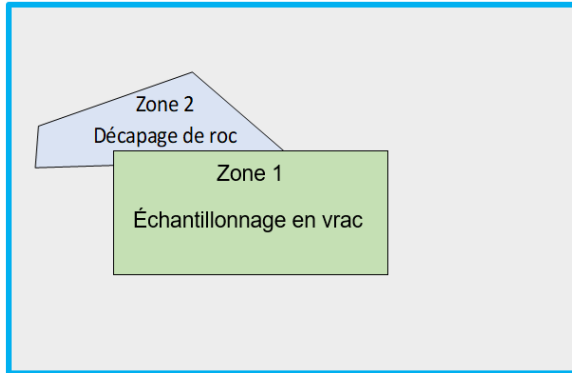 Zone 2
Décapage de roc
Zone 1
Échantillonnage en vrac